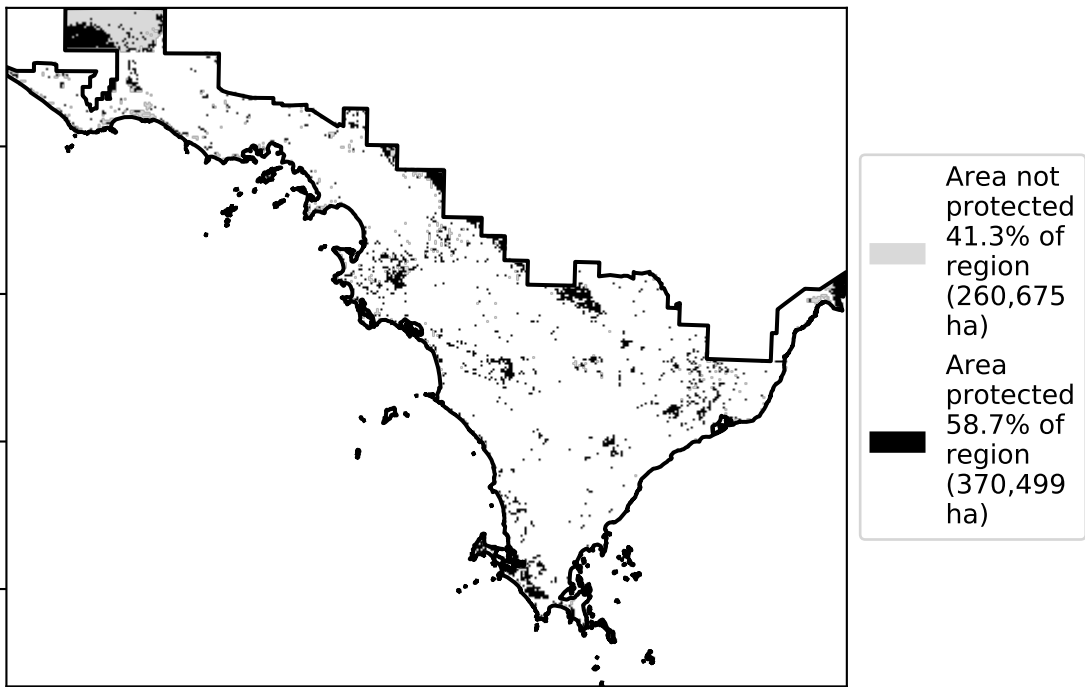 Area not
protected
41.3% of
region
(260,675
ha)
Area
protected
58.7% of
region
(370,499
ha)